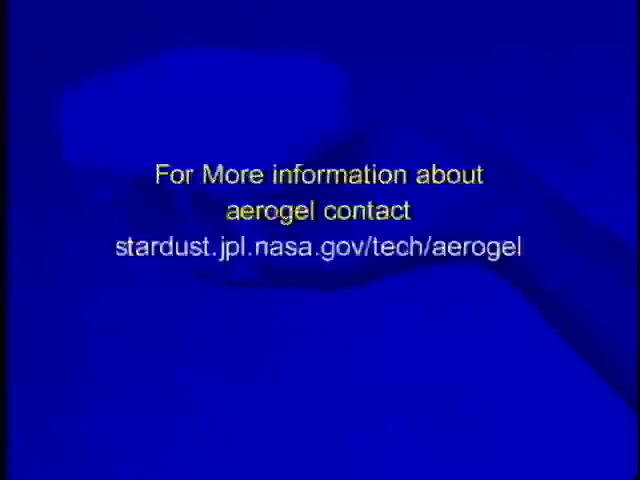 For More information about
aerogel contact
stardust.jpl.nasa.gov/tech/aerogel